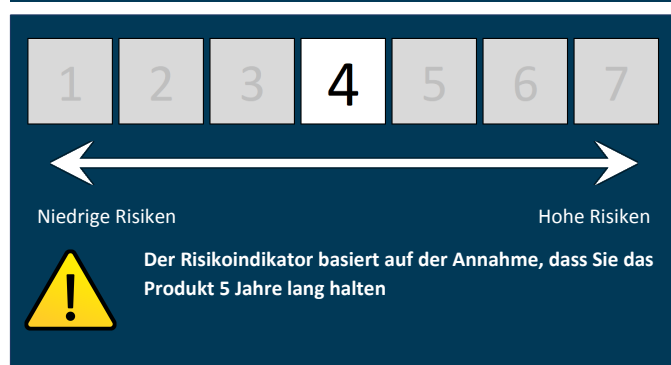 1 2 3 4 5 6 7
Niedrige Risiken Hohe Risiken
Der Risikoindikator basiert auf der Annahme, dass Sie das
Produkt 5 Jahre lang halten